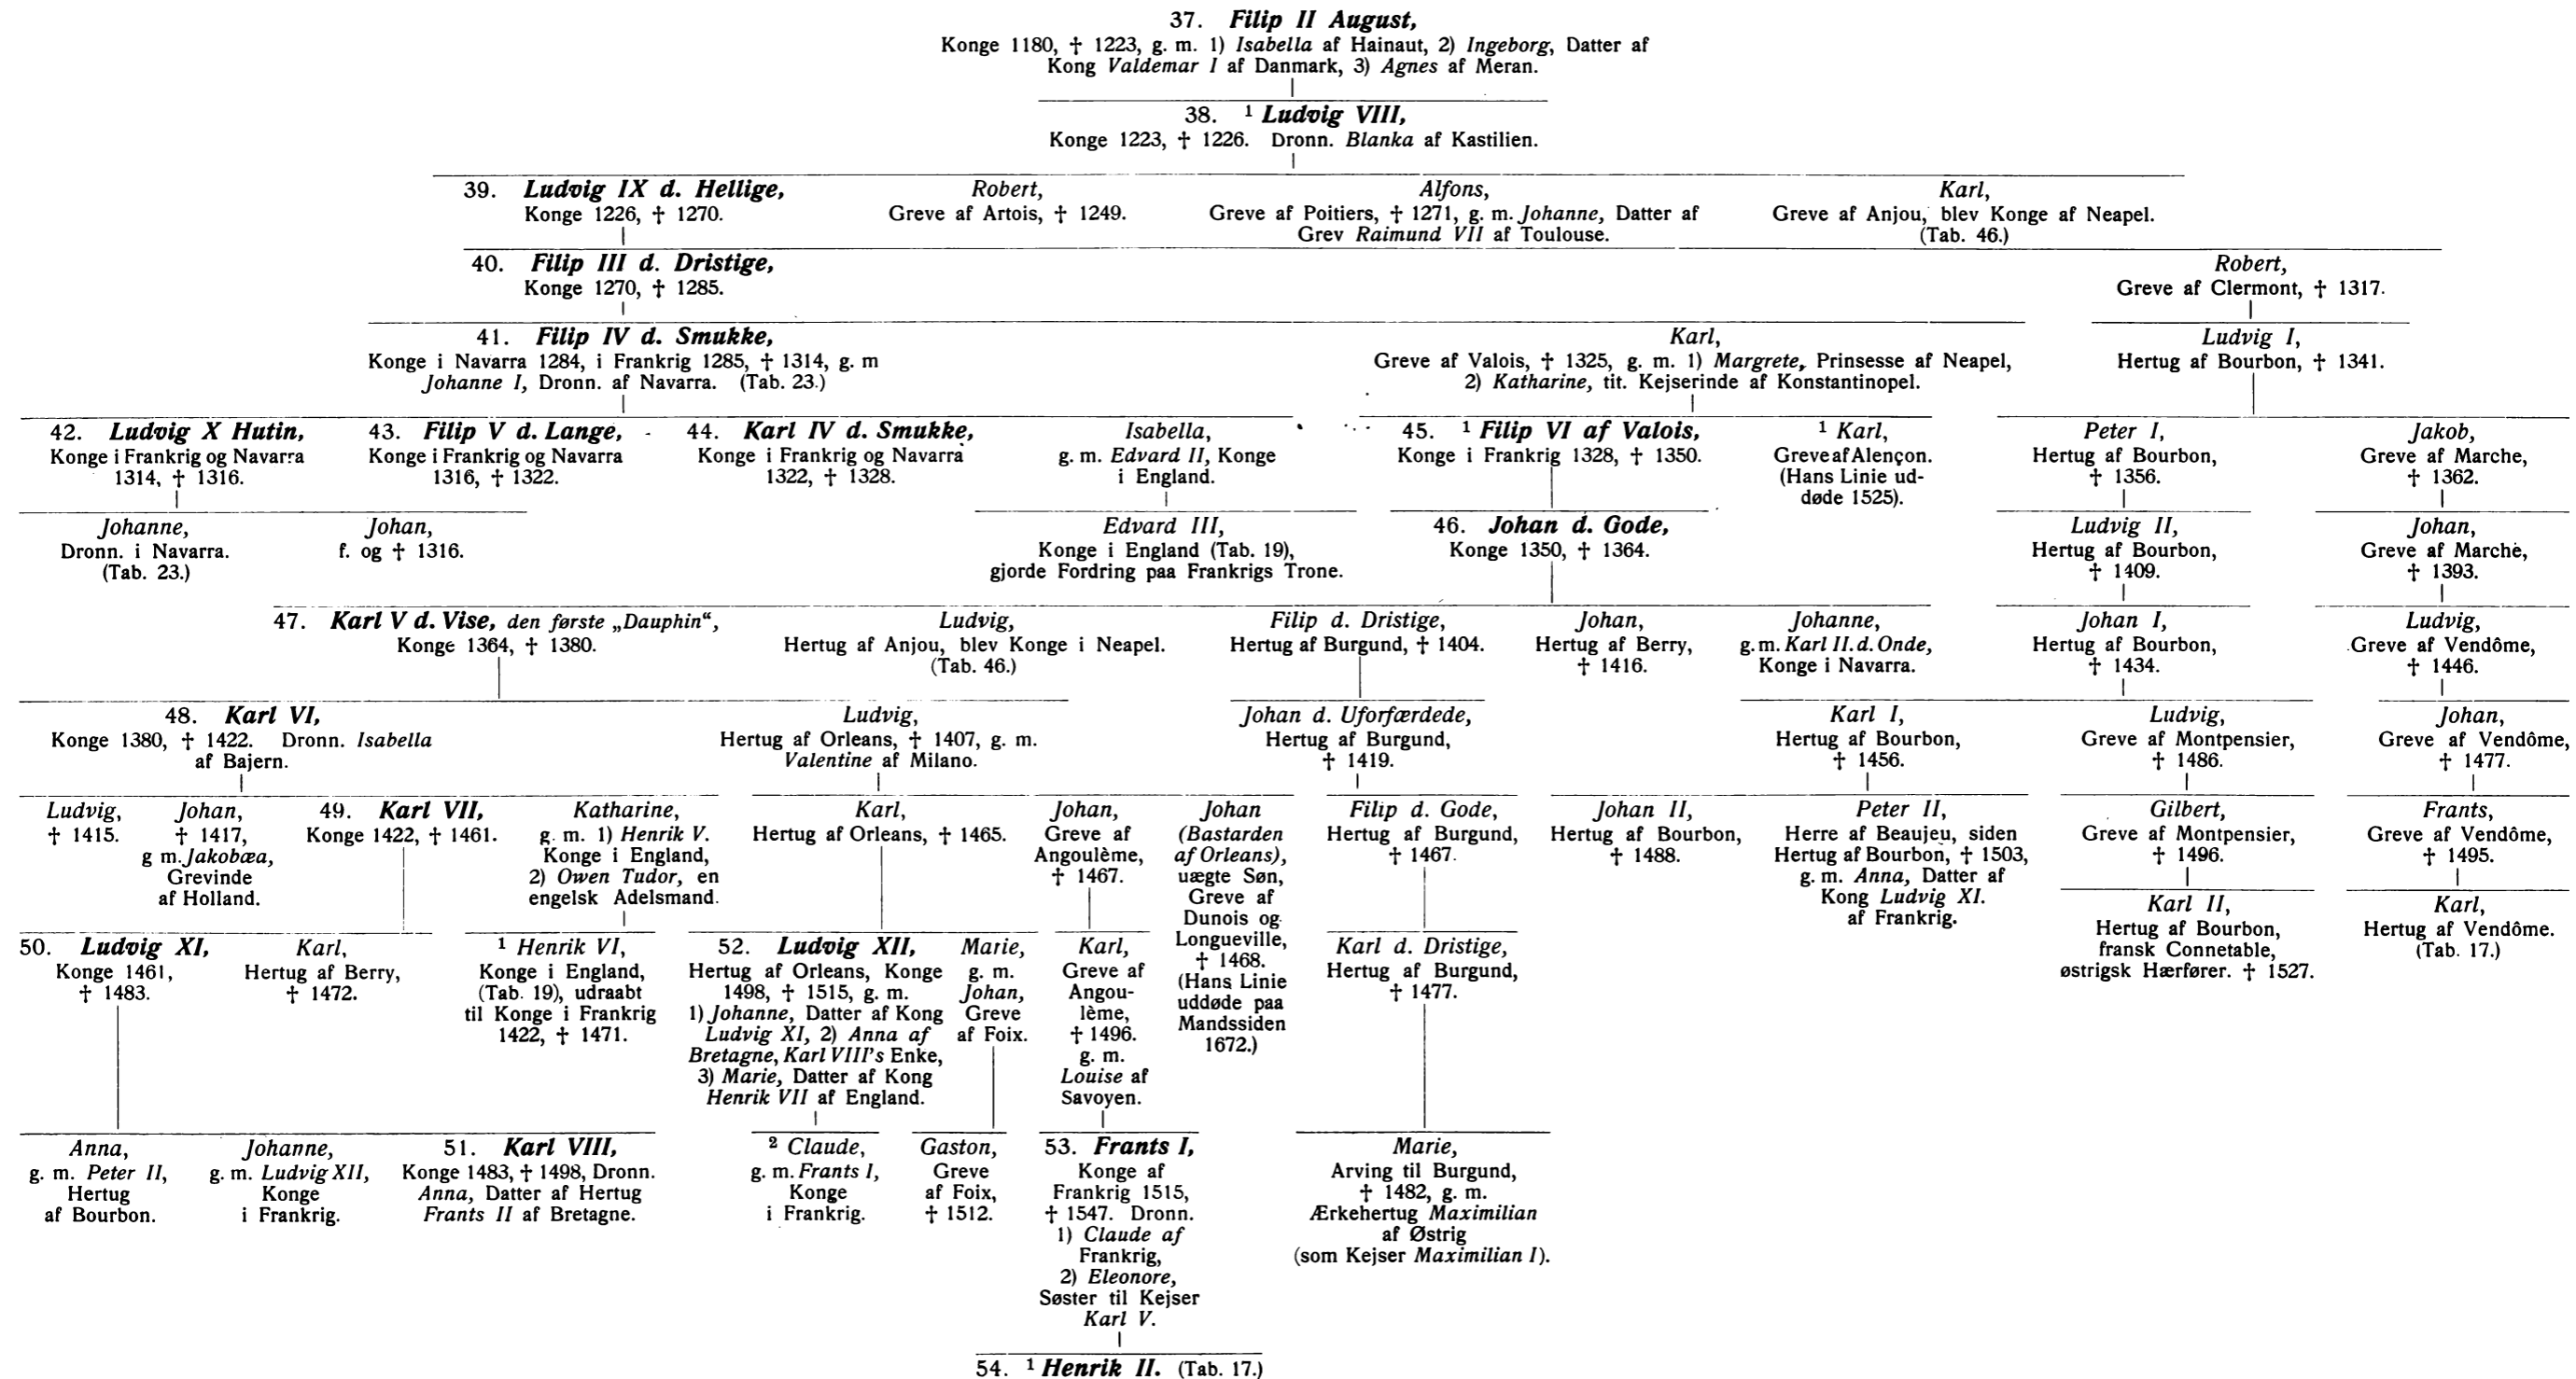 37. Filip II August,
Konge 1180, † 1223, g. m. 1) Isabella af Hainaut, 2) Ingeborg, Datter af
Kong Valdemar I af Danmark, 3) Agnes af Meran.
38. ¹ Ludvig VIII,
Konge 1223, † 1226. Dronn. Blanka af Kastilien.
39. Ludvig IX d. Hellige,
Konge 1226, † 1270.
Robert,
Greve af Artois, † 1249.
Alfons,
Greve af Poitiers, † 1271, g. m. Johanne, Datter af
Grev Raimund VII af Toulouse.
Karl,
Greve af Anjou, blev Konge af Neapel.
(Tab. 46.)
40. Filip III d. Dristige,
Konge 1270, † 1285.
Robert,
Greve af Clermont, † 1317.
41. Filip IV d. Smukke,
Konge i Navarra 1284, i Frankrig 1285, † 1314, g. m
Johanne I, Dronn. af Navarra. (Tab. 23.)
Karl,
Greve af Valois, † 1325, g. m. 1) Margrete, Prinsesse af Neapel,
2) Katharine, tit. Kejserinde af Konstantinopel.
Ludvig I,
Hertug af Bourbon, † 1341.
42. Ludvig X Hutin,
Konge i Frankrig og Navarra
1314, † 1316.
43. Filip V d. Lange,
Konge i Frankrig og Navarra
1316, † 1322.
44. Karl IV d. Smukke,
Konge i Frankrig og Navarra
1322, † 1328.
Isabella,
g. m. Edvard II, Konge
i England.
45. ¹ Filip VI af Valois,
Konge i Frankrig 1328, † 1350.
¹ Karl,
Greve af Alençon.
(Hans Linie ud-
døde 1525).
Peter I,
Hertug af Bourbon,
† 1356.
Jakob,
Greve af Marche,
† 1362.
Johanne,
Dronn. i Navarra.
(Tab. 23.)
Johan,
f. og † 1316.
Edvard III,
Konge i England (Tab. 19),
gjorde Fordring paa Frankrigs Trone.
46. Johan d. Gode,
Konge 1350, † 1364.
Ludvig II,
Hertug af Bourbon,
† 1409.
Johan,
Greve af Marche,
† 1393.
47. Karl V d. Vise, den første „Dauphin“,
Konge 1364, † 1380.
Ludvig,
Hertug af Anjou, blev Konge i Neapel.
(Tab. 46.)
Filip d. Dristige,
Hertug af Burgund, † 1404.
Johan,
Hertug af Berry,
† 1416.
Johanne,
g. m. Karl II. d. Onde,
Konge i Navarra.
Johan I,
Hertug af Bourbon,
† 1434.
Ludvig,
Greve af Vendôme,
† 1446.
48. Karl VI,
Konge 1380, † 1422. Dronn. Isabella
af Bajern.
Ludvig,
Hertug af Orleans, † 1407, g. m.
Valentine af Milano.
Johan d. Uforfærdede,
Hertug af Burgund,
† 1419.
Karl I,
Hertug af Bourbon,
† 1456.
Ludvig,
Greve af Montpensier,
† 1486.
Johan,
Greve af Vendôme,
† 1477.
Ludvig,
† 1415.
Johan,
† 1417,
g m. Jakobæa,
Grevinde
af Holland.
49. Karl VII,
Konge 1422, † 1461.
Katharine,
g. m. 1) Henrik V.
Konge i England,
2) Owen Tudor, en
engelsk Adelsmand.
Karl,
Hertug af Orleans, † 1465.
Johan,
Greve af
Angoulème,
† 1467.
Johan
(Bastarden
af Orleans),
uægte Søn,
Greve af
Dunois og
Longueville,
† 1468.
(Hans Linie
uddøde paa
Mandssiden
1672.)
Filip d. Gode,
Hertug af Burgund,
† 1467.
Johan II,
Hertug af Bourbon,
† 1488.
Peter II,
Herre af Beaujeu, siden
Hertug af Bourbon, † 1503,
g. m. Anna, Datter af
Kong Ludvig XI.
af Frankrig.
Gilbert,
Greve af Montpensier,
† 1496.
Frants,
Greve af Vendôme,
† 1495.
Karl II,
Hertug af Bourbon,
fransk Connetable,
østrigsk Hærfører. † 1527.
Karl,
Hertug af Vendôme.
(Tab. 17.)
50. Ludvig XI,
Konge 1461,
† 1483.
Karl,
Hertug af Berry,
† 1472.
¹ Henrik VI,
Konge i England,
(Tab. 19), udraabt
til Konge i Frankrig
1422, † 1471.
52. Ludvig XII,
Hertug af Orleans, Konge
1498, † 1515, g. m.
1) Johanne, Datter af Kong
Ludvig XI, 2) Anna af
Bretagne, Karl VIII's Enke,
3) Marie, Datter af Kong
Henrik VII af England.
Marie,
g. m.
Johan,
Greve
af Foix.
Karl,
Greve af
Angou-
lème,
† 1496.
g. m.
Louise af
Savoyen.
Karl d. Dristige,
Hertug af Burgund,
† 1477.
Anna,
g. m. Peter II,
Hertug
af Bourbon.
Johanne,
g. m. Ludvig XII,
Konge
i Frankrig.
51. Karl VIII,
Konge 1483, † 1498, Dronn.
Anna, Datter af Hertug
Frants II af Bretagne.
² Claude,
g. m. Frants I,
Konge
i Frankrig.
Gaston,
Greve
af Foix,
† 1512.
53. Frants I,
Konge af
Frankrig 1515,
† 1547. Dronn.
1) Claude af
Frankrig,
2) Eleonore,
Søster til Kejser
Karl V.
Marie,
Arving til Burgund,
† 1482, g. m.
Ærkehertug Maximilian
af Østrig
(som Kejser Maximilian I).
54. ¹ Henrik II. (Tab. 17.)